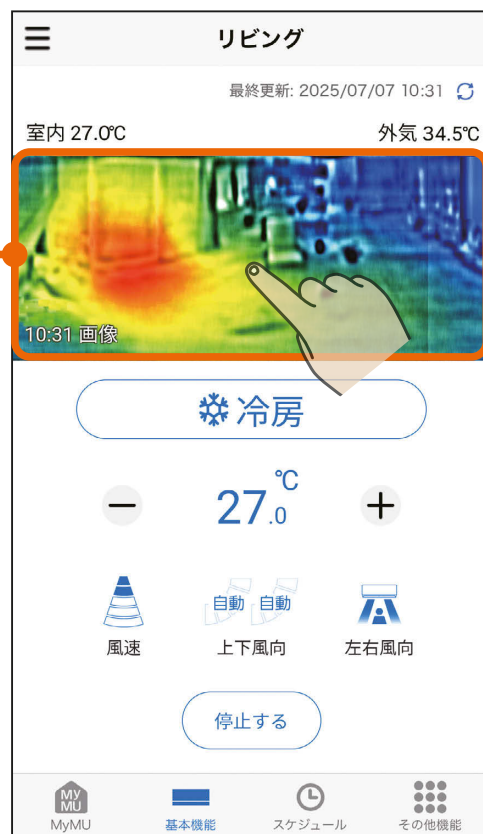 リビング
最終更新: 2025/07/07 10:31
室内 27.0℃ 外気 34.5℃
10:31 画像
冷房
27.0℃
自動 自動
風速 上下風向 左右風向
停止する
MY MU
MyMU 基本機能 スケジュール その他機能